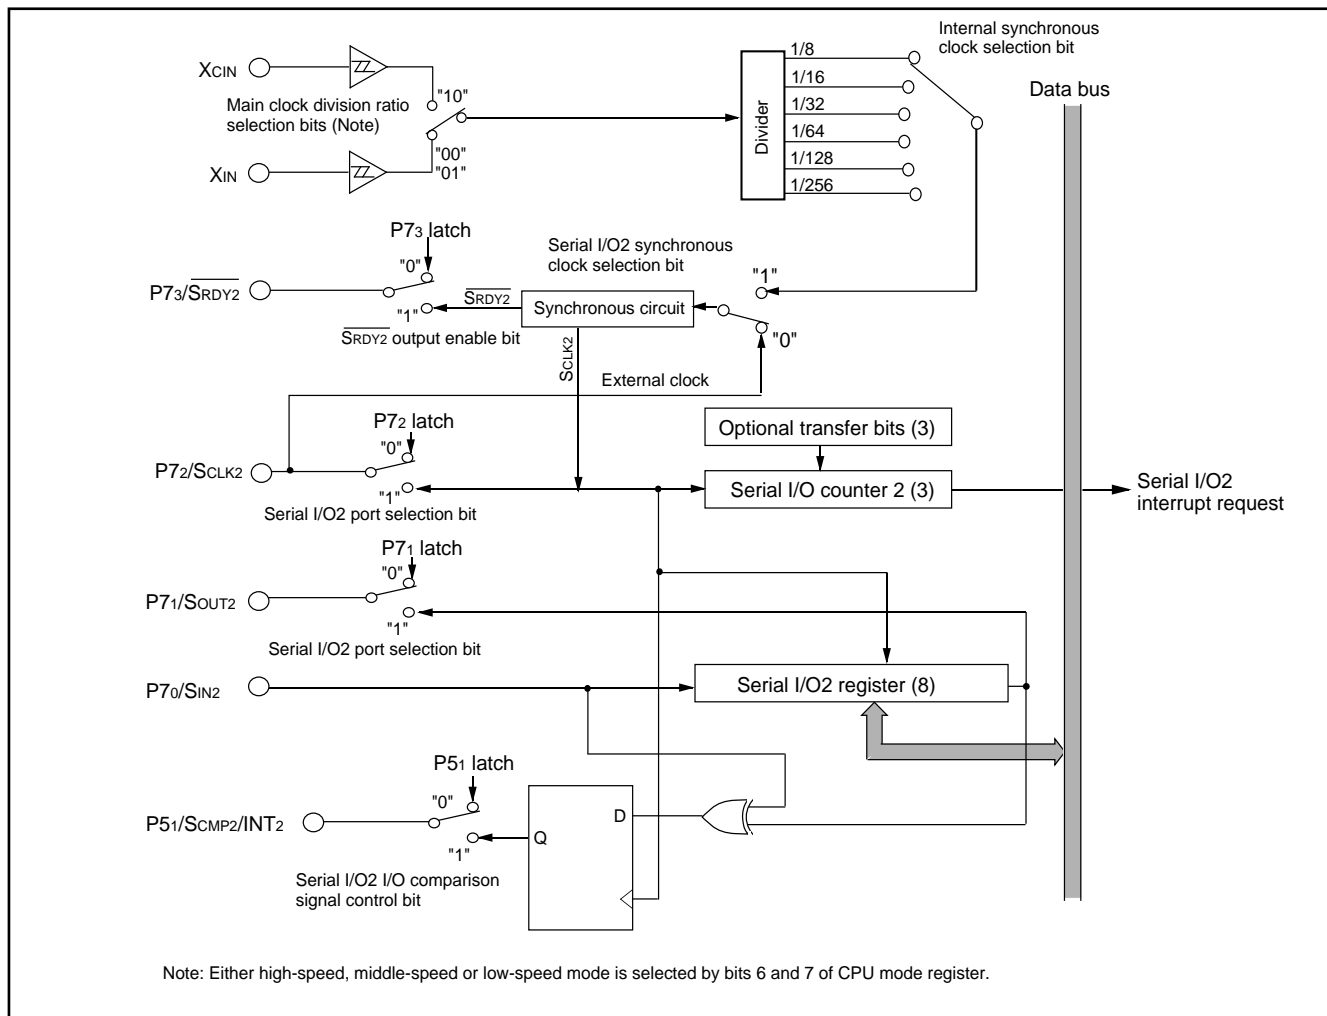 Internal synchronous
clock selection bit
XCIN
Main clock division ratio
selection bits (Note)
"10"
"00"
"01"
XIN
Divider
1/8
1/16
1/32
1/64
1/128
1/256
Data bus
P73 latch
"0"
P73/SRDY2
"1"
SRDY2
SRDY2 output enable bit
Serial I/O2 synchronous
clock selection bit
Synchronous circuit
"1"
"0"
SCLK2
External clock
P72 latch
"0"
P72/SCLK2
"1"
Serial I/O2 port selection bit
Optional transfer bits (3)
Serial I/O counter 2 (3)
Serial I/O2
interrupt request
P71 latch
"0"
P71/SOUT2
"1"
Serial I/O2 port selection bit
P70/SIN2
Serial I/O2 register (8)
P51 latch
"0"
P51/SCMP2/INT2
"1"
Q
D
Serial I/O2 I/O comparison
signal control bit
Note: Either high-speed, middle-speed or low-speed mode is selected by bits 6 and 7 of CPU mode register.